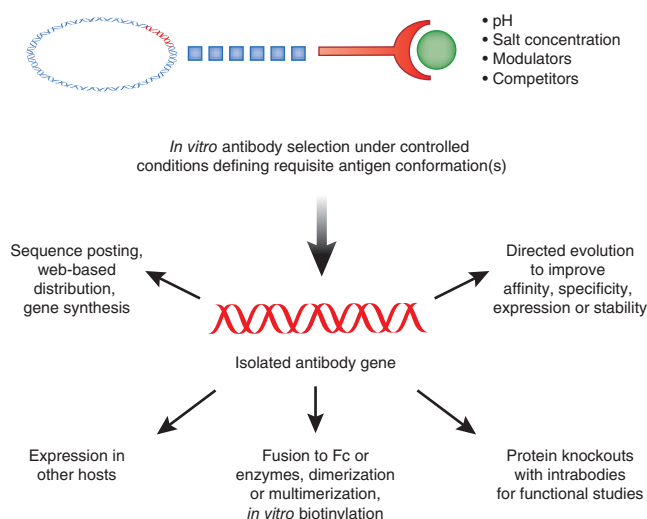 • pH
• Salt concentration
• Modulators
• Competitors
In vitro antibody selection under controlled
conditions defining requisite antigen conformation(s)
Sequence posting,
web-based
distribution,
gene synthesis
Directed evolution
to improve
affinity, specificity,
expression or stability
Isolated antibody gene
Expression in
other hosts
Fusion to Fc or
enzymes, dimerization
or multimerization,
in vitro biotinylation
Protein knockouts
with intrabodies
for functional studies